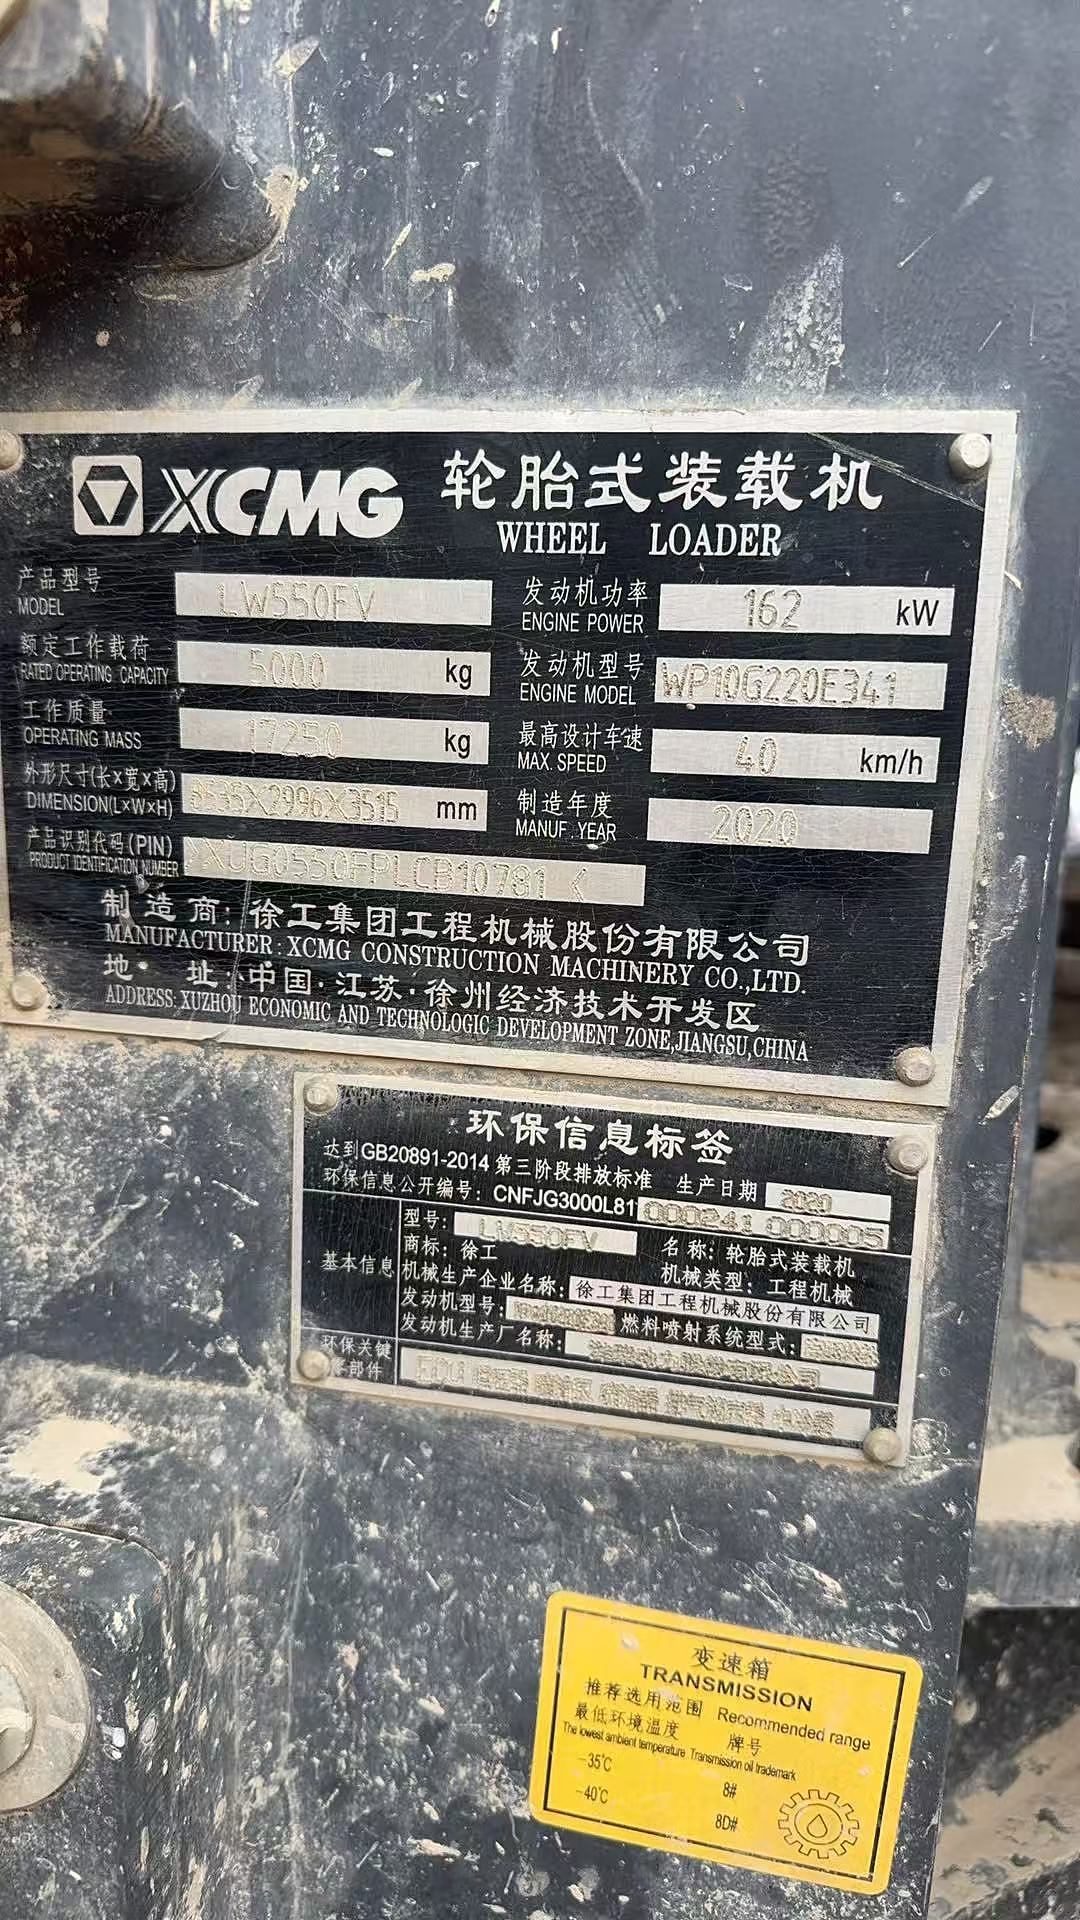 XCMG 轮胎式装载机
WHEEL LOADER
产品型号 MODEL LW550FV
发动机功率 ENGINE POWER 162 kW
额定工作载荷 RATED OPERATING CAPACITY 5000 kg
发动机型号 ENGINE MODEL WP10G220E341
工作质量 OPERATING MASS 17250 kg
最高设计车速 MAX. SPEED 40 km/h
外形尺寸(长×宽×高) DIMENSION(L×W×H) 8535X2996X3515 mm
制造年度 MANUF.YEAR 2020
产品识别代码(PIN) PRODUCT IDENTIFICATION NUMBER XUG0550FPLCB10781 <
制造商:徐工集团工程机械股份有限公司
MANUFACTURER:XCMG CONSTRUCTION MACHINERY CO.,LTD.
地·址·中国·江苏·徐州经济技术开发区
ADDRESS:XUZHOU ECONOMIC AND TECHNOLOGIC DEVELOPMENT ZONE,JIANGSU,CHINA
环保信息标签
达到GB20891-2014第三阶段排放标准 生产日期 2020
环保信息公开编号:CNFJG3000L81 000241 000005
型号:LW550FV 名称:轮胎式装载机
商标:徐工 机械类型:工程机械
基本信息 机械生产企业名称:徐工集团工程机械股份有限公司
发动机型号: 燃料喷射系统型式:
发动机生产厂名称:
环保关键
部件
变速箱
TRANSMISSION
推荐选用范围 Recommended range
最低环境温度 牌号
The lowest ambient temperature Transmission oil trademark
-35℃ 8#
-40℃ 8D#